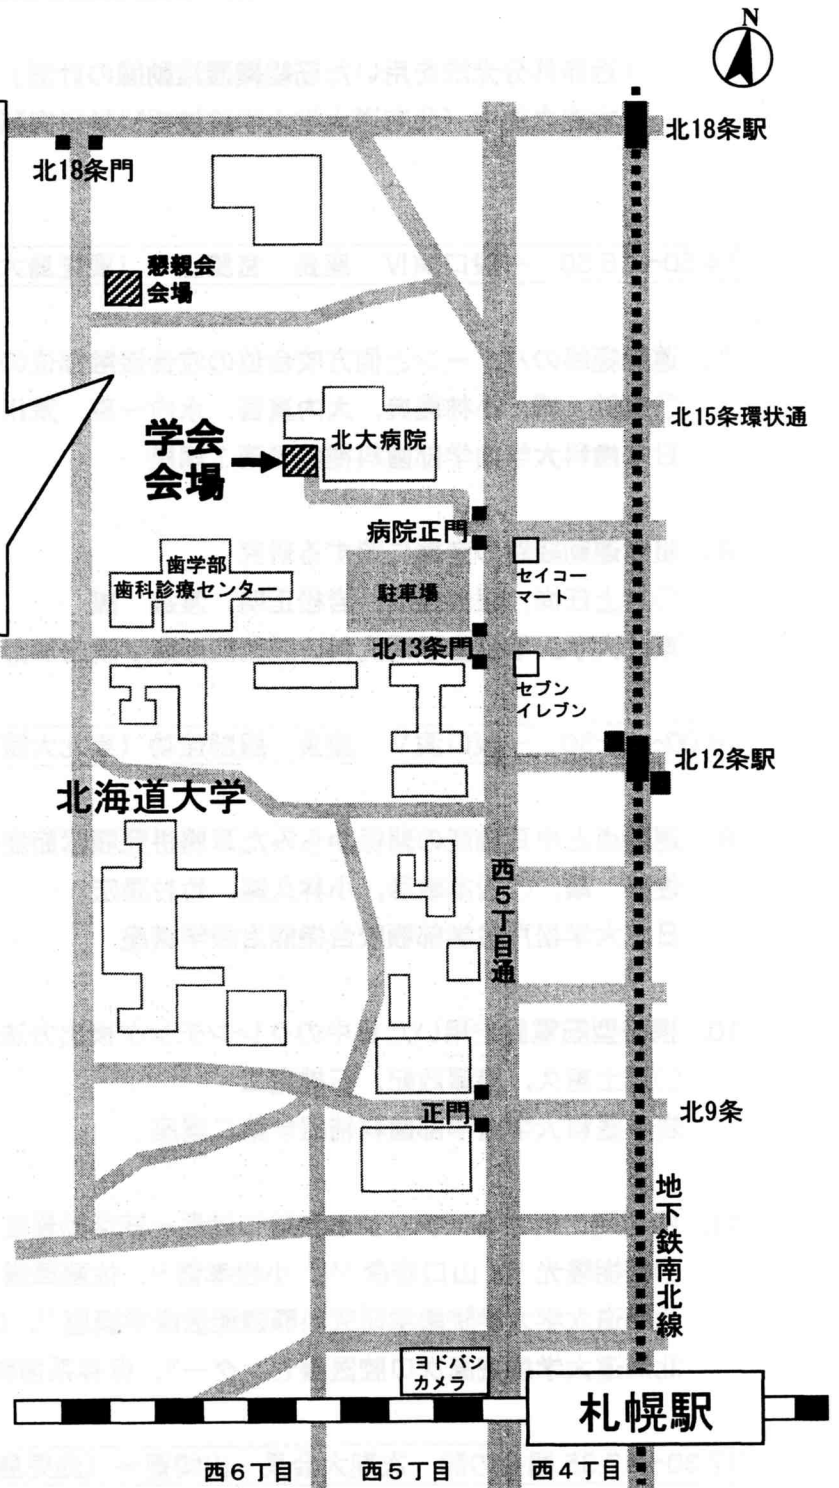 N
北18条駅
北18条門
懇親会
会場
北15条環状通
学会
会場
北大病院
病院正門
歯学部
歯科診療センター
駐車場
セイコー
マート
北13条門
セブン
イレブン
北12条駅
北海道大学
西5丁目通
正門
北9条
地下鉄南北線
ヨドバシ
カメラ
札幌駅
西6丁目
西5丁目
西4丁目